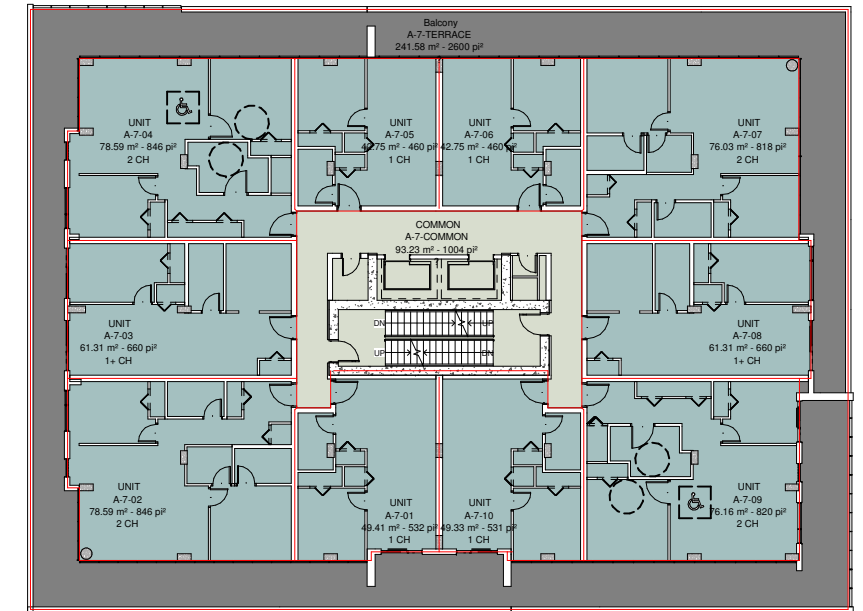 Balcony
A-7-TERRACE
241.58 m² - 2600 pi²
UNIT
A-7-04
78.59 m² - 846 pi²
2 CH
UNIT
A-7-05
42.75 m² - 460 pi²
1 CH
UNIT
A-7-06
42.75 m² - 460 pi²
1 CH
UNIT
A-7-07
76.03 m² - 818 pi²
2 CH
COMMON
A-7-COMMON
93.23 m² - 1004 pi²
UNIT
A-7-03
61.31 m² - 660 pi²
1+ CH
DN
UP
UP
DN
UNIT
A-7-08
61.31 m² - 660 pi²
1+ CH
UNIT
A-7-02
78.59 m² - 846 pi²
2 CH
UNIT
A-7-01
49.41 m² - 532 pi²
1 CH
UNIT
A-7-10
49.33 m² - 531 pi²
1 CH
UNIT
A-7-09
76.16 m² - 820 pi²
2 CH